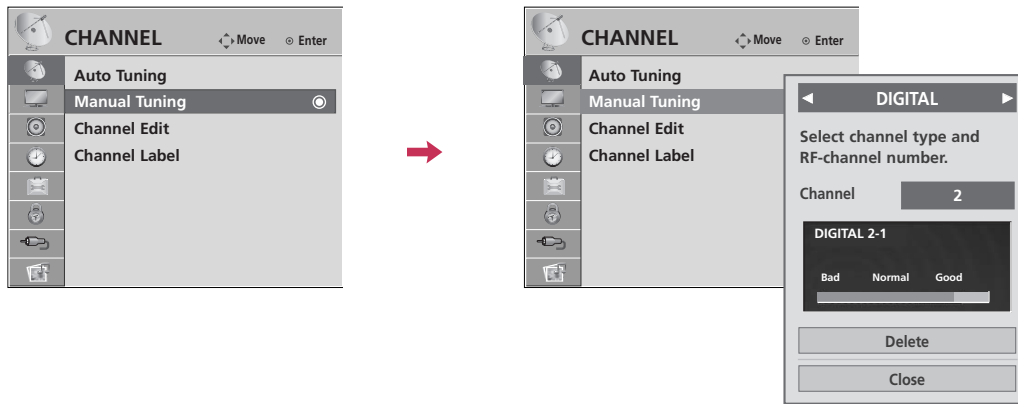 CHANNEL Move Enter
Auto Tuning
Manual Tuning
Channel Edit
Channel Label
CHANNEL Move Enter
Auto Tuning
Manual Tuning
Channel Edit
Channel Label
DIGITAL
Select channel type and
RF-channel number.
Channel 2
DIGITAL 2-1
Bad Normal Good
Delete
Close